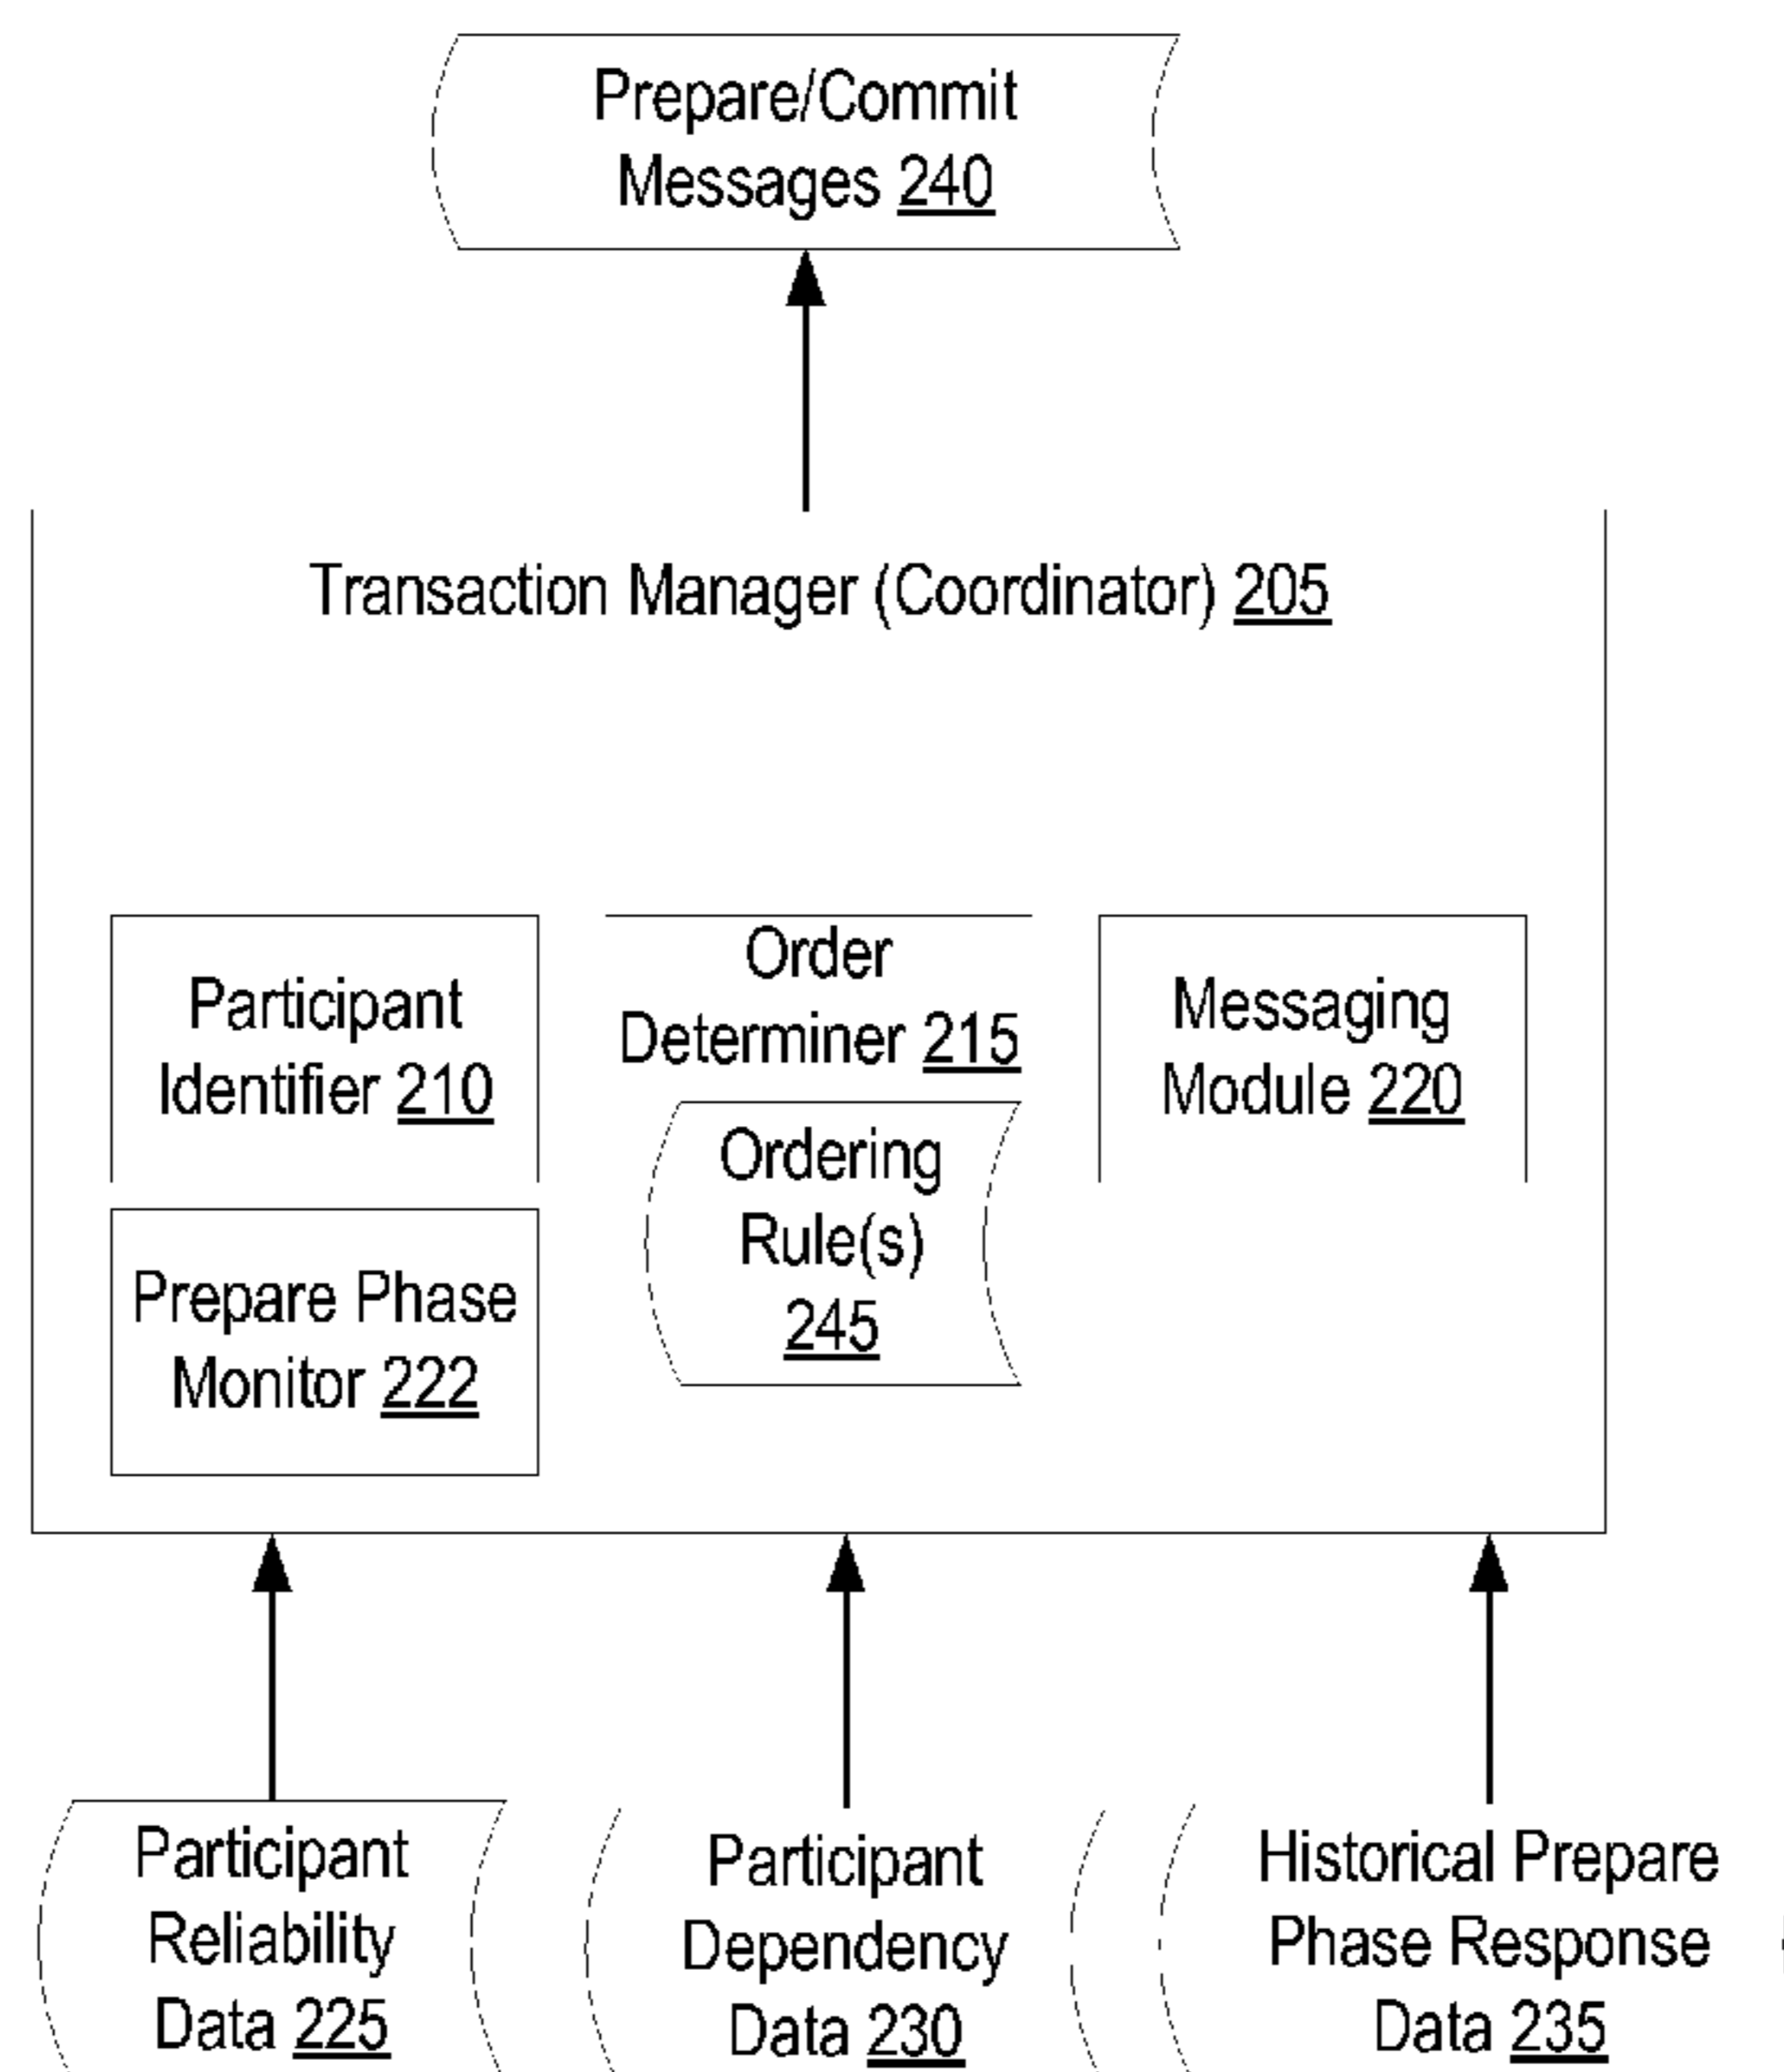 Prepare/Commit
Messages 240
Transaction Manager (Coordinator) 205
Participant
Identifier 210
Order
Determiner 215
Messaging
Module 220
Ordering
Rule(s)
245
Prepare Phase
Monitor 222
Participant
Reliability
Data 225
Participant
Dependency
Data 230
Historical Prepare
Phase Response
Data 235